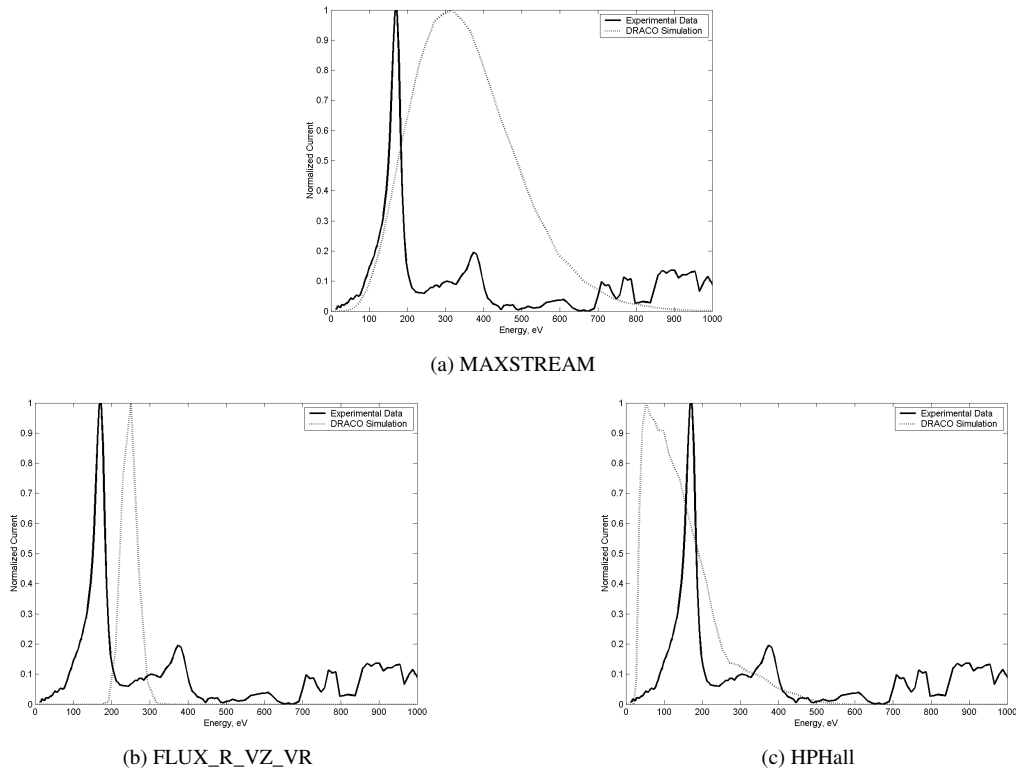 1
0.9
0.8
0.7
0.6
0.5
0.4
0.3
0.2
0.1
0
Normalized Current
0 100 200 300 400 500 600 700 800 900 1000
Energy, eV
Experimental Data
DRACO Simulation
(a) MAXSTREAM
1
0.9
0.8
0.7
0.6
0.5
0.4
0.3
0.2
0.1
0
Normalized Current
0 100 200 300 400 500 600 700 800 900 1000
Energy, eV
Experimental Data
DRACO Simulation
(b) FLUX_R_VZ_VR
1
0.9
0.8
0.7
0.6
0.5
0.4
0.3
0.2
0.1
0
Normalized Current
0 100 200 300 400 500 600 700 800 900 1000
Energy, eV
Experimental Data
DRACO Simulation
(c) HPHall